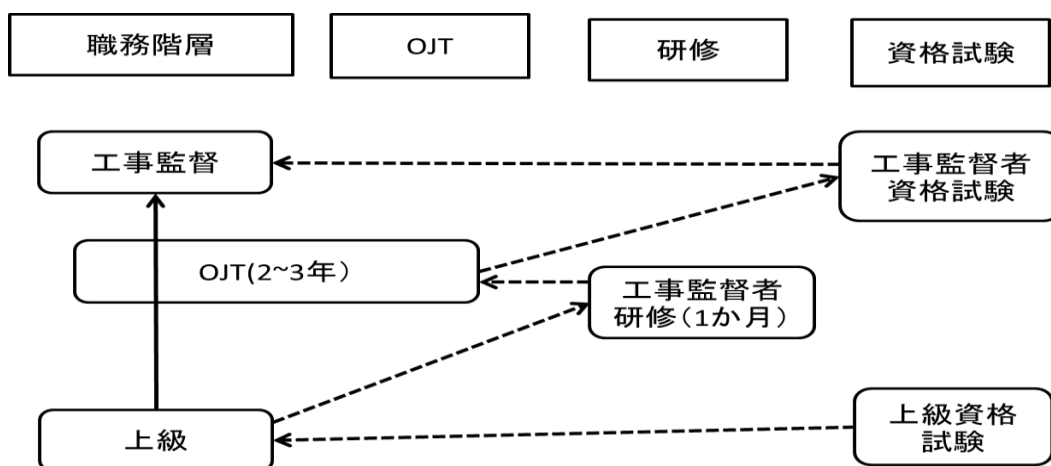 職務階層
OJT
研修
資格試験
工事監督
工事監督者
資格試験
OJT(2~3年）
工事監督者
研修（1か月）
上級
上級資格
試験